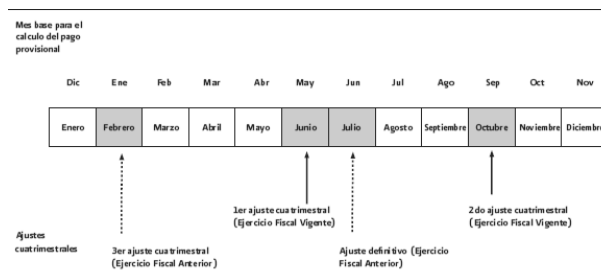 Mes base para el
calculo del pago
provisional
Dic Ene Feb Mar Abr May Jun Jul Ago Sep Oct Nov
Enero Febrero Marzo Abril Mayo Junio Julio Agosto Septiembre Octubre Noviembre Diciembre
1er ajuste cuatrimestral
(Ejercicio Fiscal Vigente)
2do ajuste cuatrimestral
(Ejercicio Fiscal Vigente)
Ajustes
cuatrimestrales
3er ajuste cuatrimestral
(Ejercicio Fiscal Anterior)
Ajuste definitivo (Ejercicio
Fiscal Anterior)